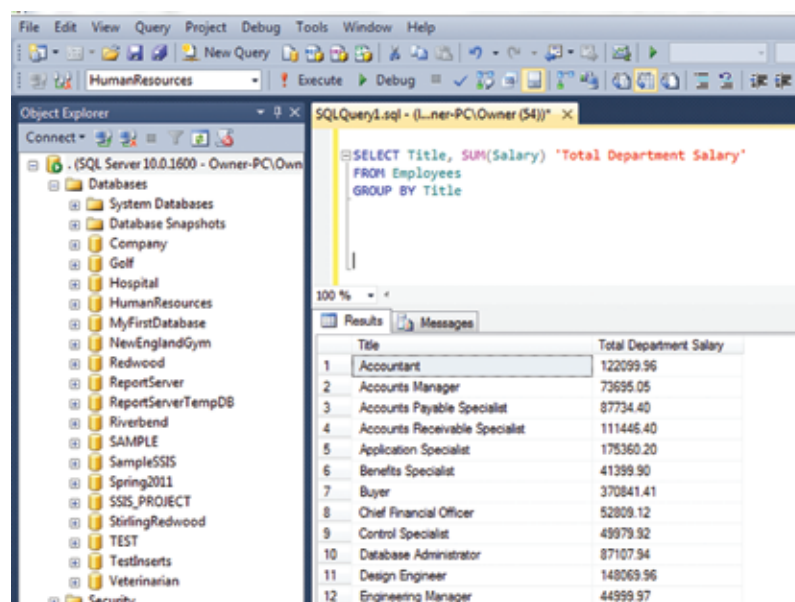 File Edit View Query Project Debug Tools Window Help
New Query
HumanResources Execute Debug
Object Explorer
Connect
. (SQL Server 10.0.1600 - Owner-PC\Own
Databases
System Databases
Database Snapshots
Company
Golf
Hospital
HumanResources
MyFirstDatabase
NewEnglandGym
Redwood
ReportServer
ReportServerTempDB
Riverbend
SAMPLE
SampleSSIS
Spring2011
SSIS_PROJECT
StirlingRedwood
TEST
TestInserts
Veterinarian
Security
SQLQuery1.sql - (l...ner-PC\Owner (54))*
SELECT Title, SUM(Salary) 'Total Department Salary'
FROM Employees
GROUP BY Title
100 %
Results Messages
Title Total Department Salary
1 Accountant 122099.96
2 Accounts Manager 73695.05
3 Accounts Payable Specialist 87734.40
4 Accounts Receivable Specialist 111446.40
5 Application Specialist 175360.20
6 Benefits Specialist 41399.90
7 Buyer 370841.41
8 Chief Financial Officer 52809.12
9 Control Specialist 49979.92
10 Database Administrator 87107.94
11 Design Engineer 148069.96
12 Engineering Manager 44999.97